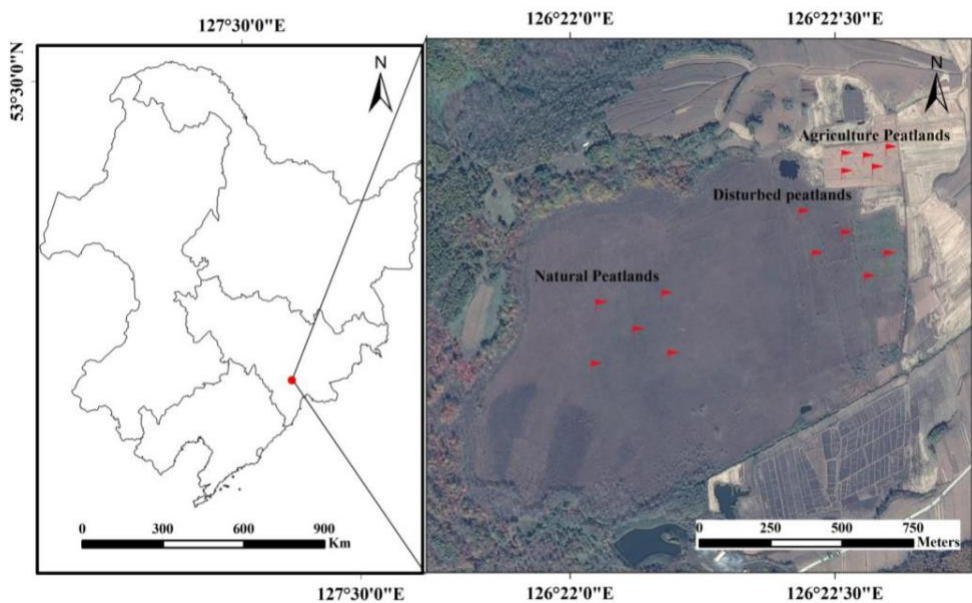 127°30'0"E
126°22'0"E
126°22'30"E
53°30'0"N
N
N
Agriculture Peatlands
Disturbed peatlands
Natural Peatlands
0 300 600 900
Km
0 250 500 750
Meters
127°30'0"E
126°22'0"E
126°22'30"E